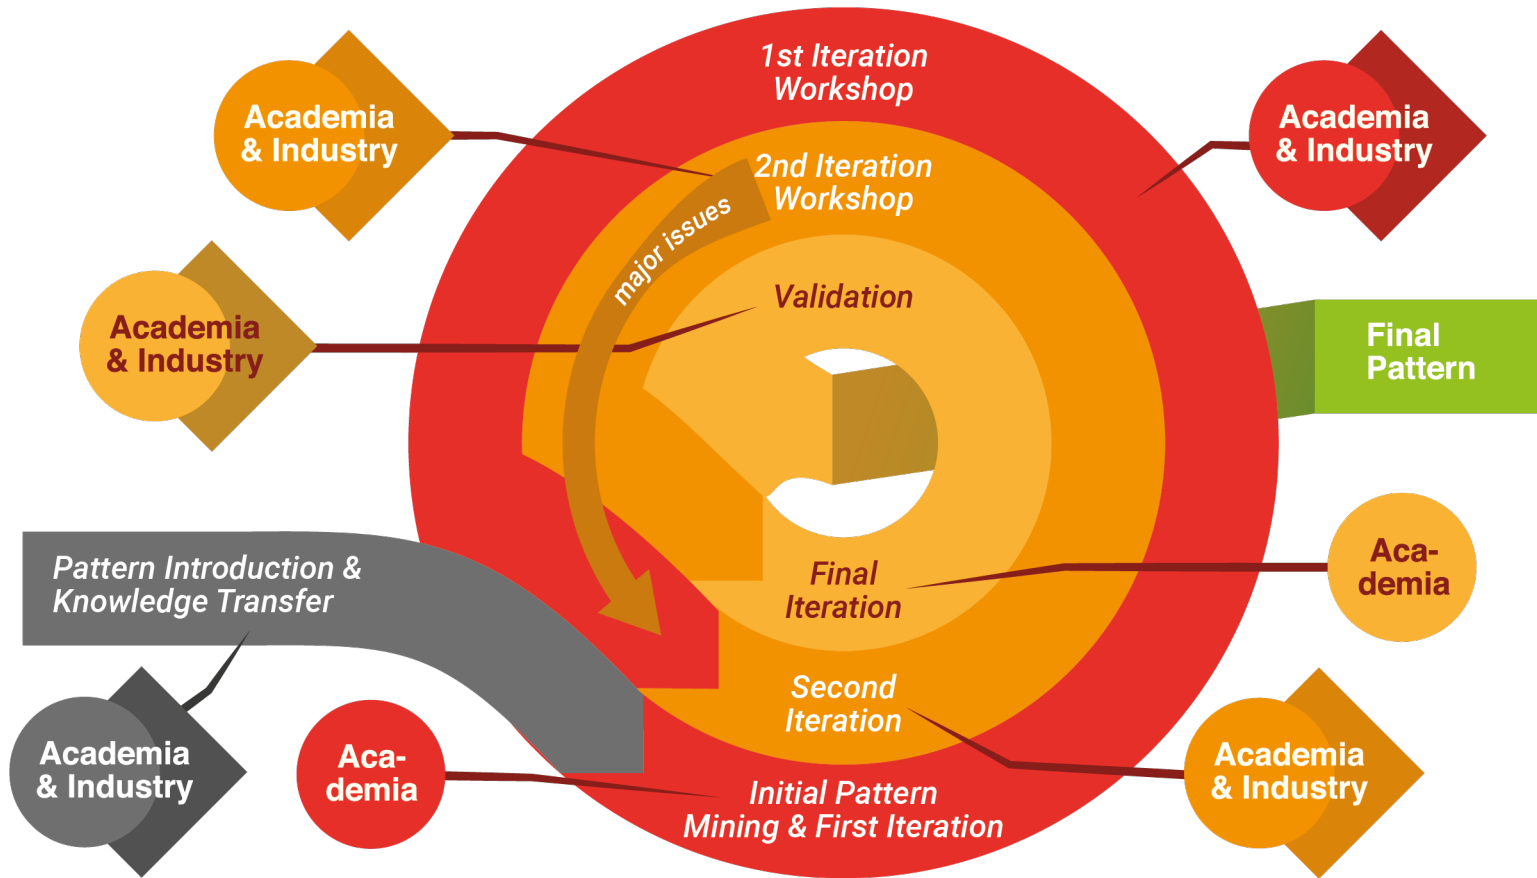 1st Iteration
Workshop
Academia
& Industry
Academia
& Industry
2nd Iteration
Workshop
major issues
Validation
Academia
& Industry
Final
Pattern
Pattern Introduction &
Knowledge Transfer
Final
Iteration
Aca-
demia
Second
Iteration
Academia
& Industry
Aca-
demia
Initial Pattern
Mining & First Iteration
Academia
& Industry